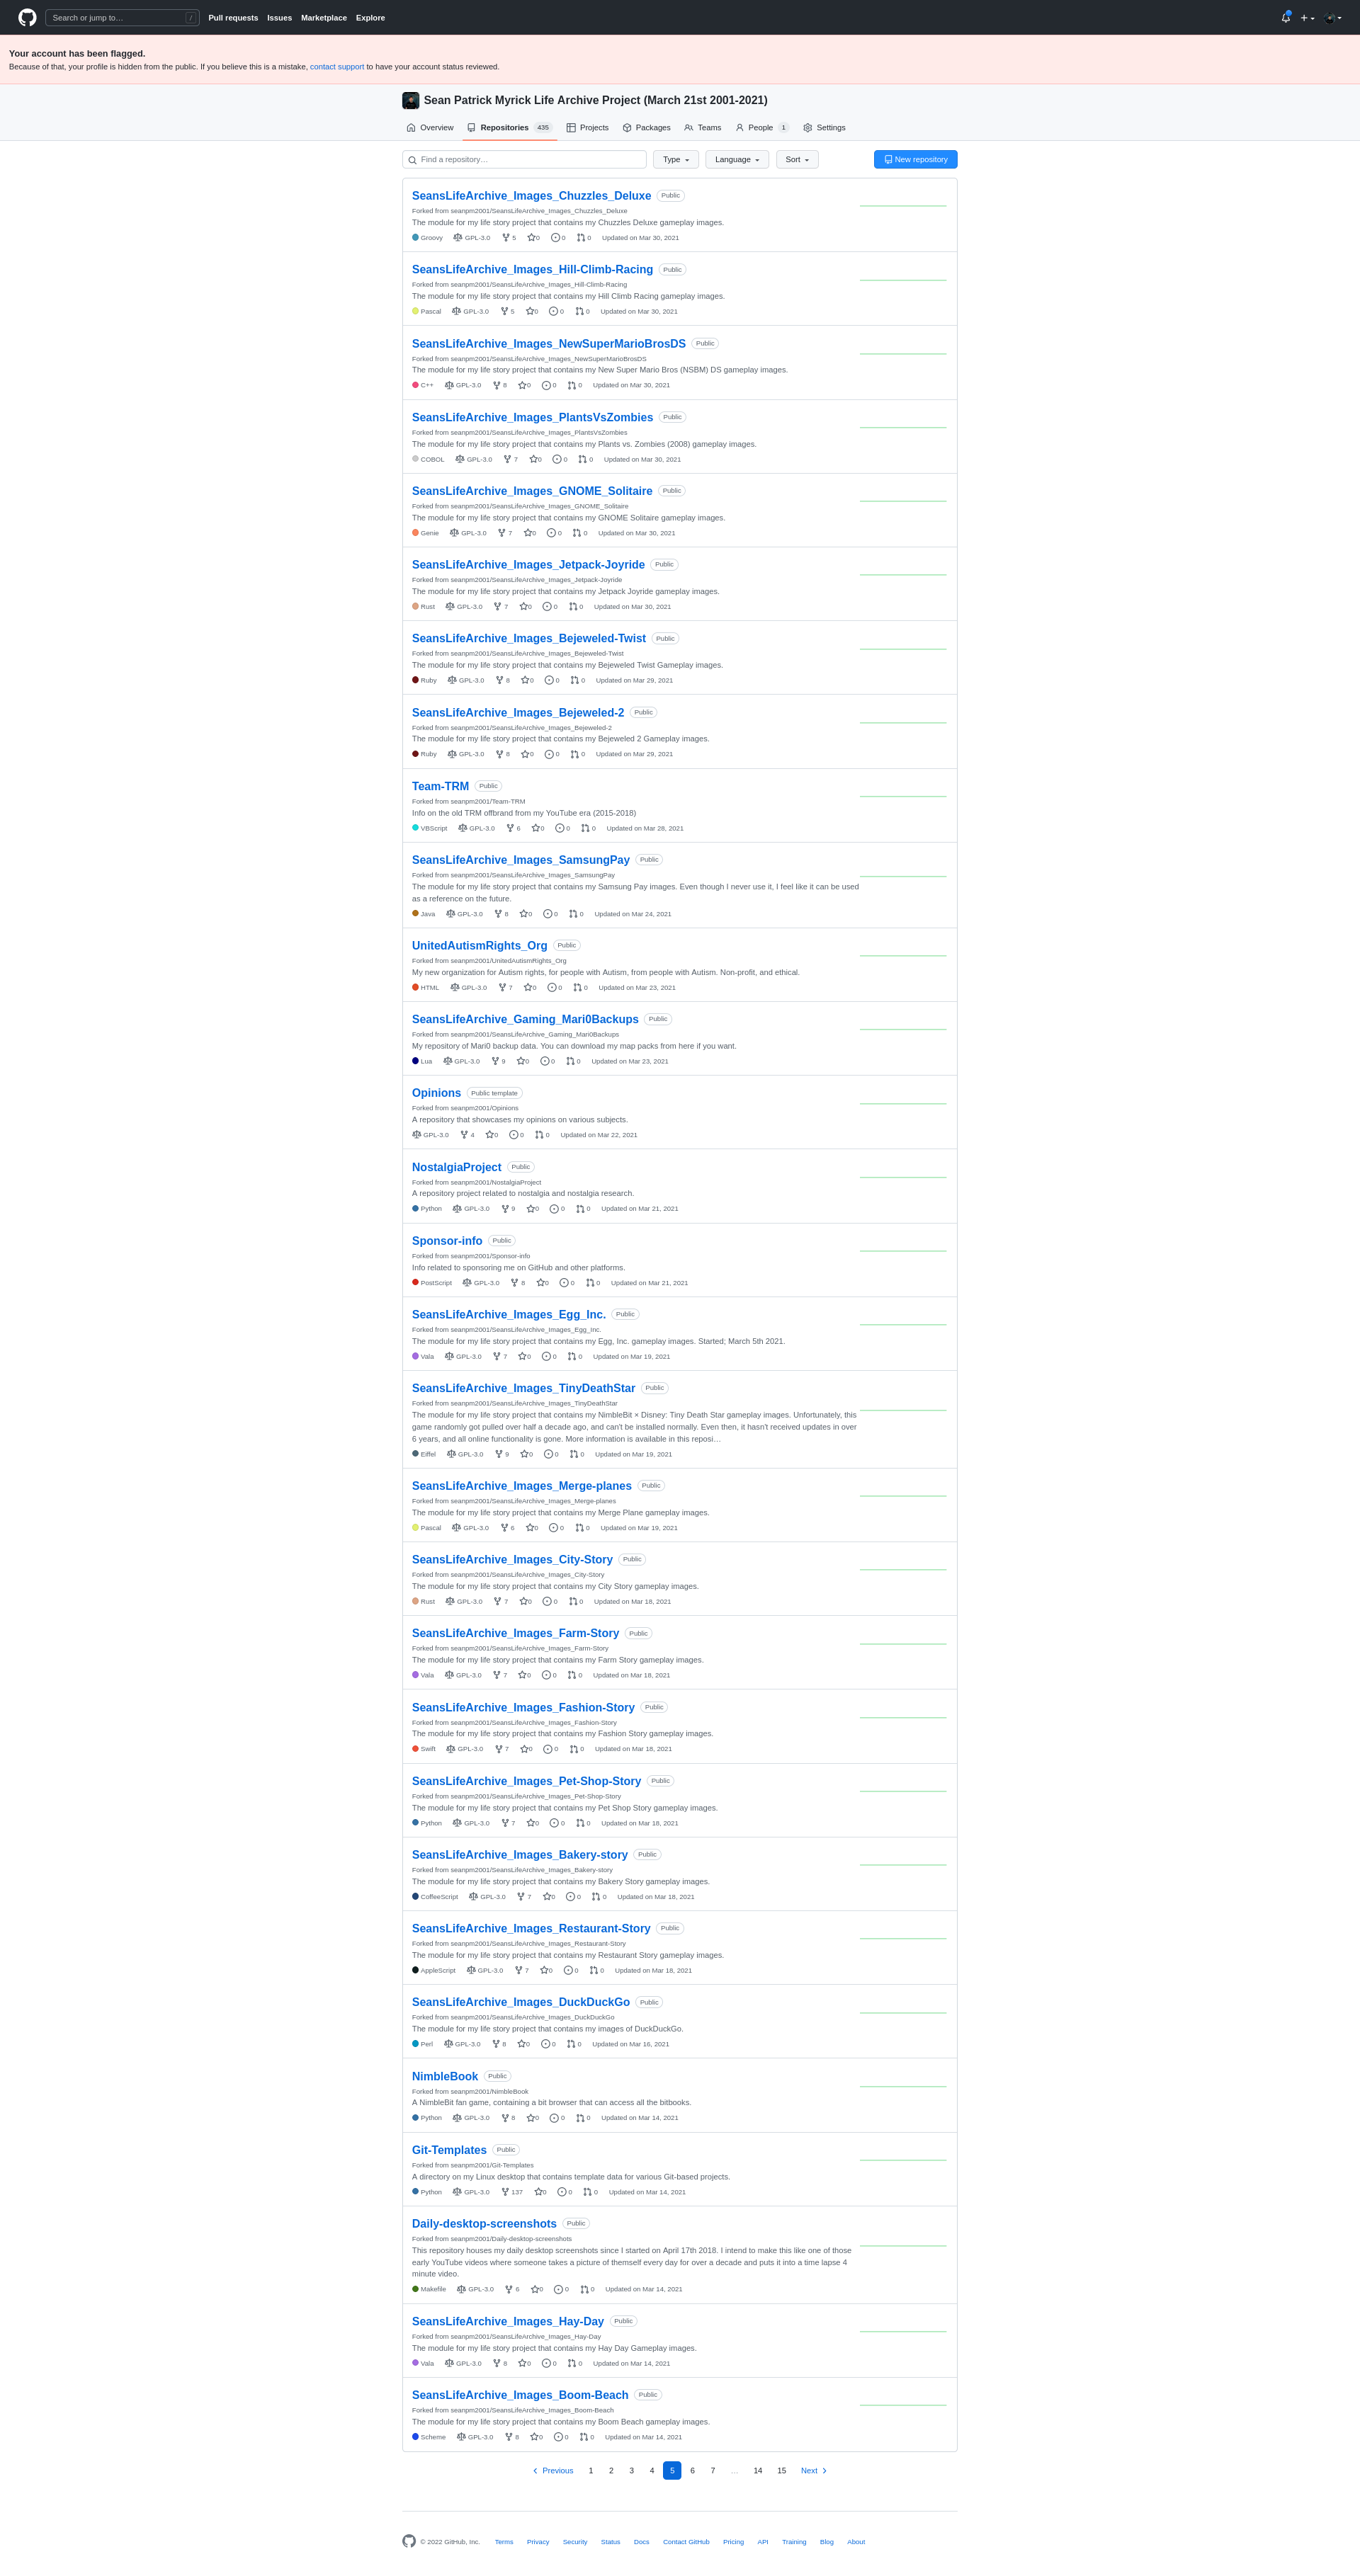 Search or jump to… /
Pull requests Issues Marketplace Explore
Your account has been flagged.
Because of that, your profile is hidden from the public. If you believe this is a mistake, contact support to have your account status reviewed.
Sean Patrick Myrick Life Archive Project (March 21st 2001-2021)
Overview Repositories 435 Projects Packages Teams People 1 Settings
Find a repository… Type Language Sort New repository
SeansLifeArchive_Images_Chuzzles_Deluxe Public
Forked from seanpm2001/SeansLifeArchive_Images_Chuzzles_Deluxe
The module for my life story project that contains my Chuzzles Deluxe gameplay images.
Groovy GPL-3.0 5 0 0 0 Updated on Mar 30, 2021
SeansLifeArchive_Images_Hill-Climb-Racing Public
Forked from seanpm2001/SeansLifeArchive_Images_Hill-Climb-Racing
The module for my life story project that contains my Hill Climb Racing gameplay images.
Pascal GPL-3.0 5 0 0 0 Updated on Mar 30, 2021
SeansLifeArchive_Images_NewSuperMarioBrosDS Public
Forked from seanpm2001/SeansLifeArchive_Images_NewSuperMarioBrosDS
The module for my life story project that contains my New Super Mario Bros (NSBM) DS gameplay images.
C++ GPL-3.0 8 0 0 0 Updated on Mar 30, 2021
SeansLifeArchive_Images_PlantsVsZombies Public
Forked from seanpm2001/SeansLifeArchive_Images_PlantsVsZombies
The module for my life story project that contains my Plants vs. Zombies (2008) gameplay images.
COBOL GPL-3.0 7 0 0 0 Updated on Mar 30, 2021
SeansLifeArchive_Images_GNOME_Solitaire Public
Forked from seanpm2001/SeansLifeArchive_Images_GNOME_Solitaire
The module for my life story project that contains my GNOME Solitaire gameplay images.
Genie GPL-3.0 7 0 0 0 Updated on Mar 30, 2021
SeansLifeArchive_Images_Jetpack-Joyride Public
Forked from seanpm2001/SeansLifeArchive_Images_Jetpack-Joyride
The module for my life story project that contains my Jetpack Joyride gameplay images.
Rust GPL-3.0 7 0 0 0 Updated on Mar 30, 2021
SeansLifeArchive_Images_Bejeweled-Twist Public
Forked from seanpm2001/SeansLifeArchive_Images_Bejeweled-Twist
The module for my life story project that contains my Bejeweled Twist Gameplay images.
Ruby GPL-3.0 8 0 0 0 Updated on Mar 29, 2021
SeansLifeArchive_Images_Bejeweled-2 Public
Forked from seanpm2001/SeansLifeArchive_Images_Bejeweled-2
The module for my life story project that contains my Bejeweled 2 Gameplay images.
Ruby GPL-3.0 8 0 0 0 Updated on Mar 29, 2021
Team-TRM Public
Forked from seanpm2001/Team-TRM
Info on the old TRM offbrand from my YouTube era (2015-2018)
VBScript GPL-3.0 6 0 0 0 Updated on Mar 28, 2021
SeansLifeArchive_Images_SamsungPay Public
Forked from seanpm2001/SeansLifeArchive_Images_SamsungPay
The module for my life story project that contains my Samsung Pay images. Even though I never use it, I feel like it can be used
as a reference on the future.
Java GPL-3.0 8 0 0 0 Updated on Mar 24, 2021
UnitedAutismRights_Org Public
Forked from seanpm2001/UnitedAutismRights_Org
My new organization for Autism rights, for people with Autism, from people with Autism. Non-profit, and ethical.
HTML GPL-3.0 7 0 0 0 Updated on Mar 23, 2021
SeansLifeArchive_Gaming_Mari0Backups Public
Forked from seanpm2001/SeansLifeArchive_Gaming_Mari0Backups
My repository of Mari0 backup data. You can download my map packs from here if you want.
Lua GPL-3.0 9 0 0 0 Updated on Mar 23, 2021
Opinions Public template
Forked from seanpm2001/Opinions
A repository that showcases my opinions on various subjects.
GPL-3.0 4 0 0 0 Updated on Mar 22, 2021
NostalgiaProject Public
Forked from seanpm2001/NostalgiaProject
A repository project related to nostalgia and nostalgia research.
Python GPL-3.0 9 0 0 0 Updated on Mar 21, 2021
Sponsor-info Public
Forked from seanpm2001/Sponsor-info
Info related to sponsoring me on GitHub and other platforms.
PostScript GPL-3.0 8 0 0 0 Updated on Mar 21, 2021
SeansLifeArchive_Images_Egg_Inc. Public
Forked from seanpm2001/SeansLifeArchive_Images_Egg_Inc.
The module for my life story project that contains my Egg, Inc. gameplay images. Started; March 5th 2021.
Vala GPL-3.0 7 0 0 0 Updated on Mar 19, 2021
SeansLifeArchive_Images_TinyDeathStar Public
Forked from seanpm2001/SeansLifeArchive_Images_TinyDeathStar
The module for my life story project that contains my NimbleBit × Disney: Tiny Death Star gameplay images. Unfortunately, this
game randomly got pulled over half a decade ago, and can't be installed normally. Even then, it hasn't received updates in over
6 years, and all online functionality is gone. More information is available in this reposi…
Eiffel GPL-3.0 9 0 0 0 Updated on Mar 19, 2021
SeansLifeArchive_Images_Merge-planes Public
Forked from seanpm2001/SeansLifeArchive_Images_Merge-planes
The module for my life story project that contains my Merge Plane gameplay images.
Pascal GPL-3.0 6 0 0 0 Updated on Mar 19, 2021
SeansLifeArchive_Images_City-Story Public
Forked from seanpm2001/SeansLifeArchive_Images_City-Story
The module for my life story project that contains my City Story gameplay images.
Rust GPL-3.0 7 0 0 0 Updated on Mar 18, 2021
SeansLifeArchive_Images_Farm-Story Public
Forked from seanpm2001/SeansLifeArchive_Images_Farm-Story
The module for my life story project that contains my Farm Story gameplay images.
Vala GPL-3.0 7 0 0 0 Updated on Mar 18, 2021
SeansLifeArchive_Images_Fashion-Story Public
Forked from seanpm2001/SeansLifeArchive_Images_Fashion-Story
The module for my life story project that contains my Fashion Story gameplay images.
Swift GPL-3.0 7 0 0 0 Updated on Mar 18, 2021
SeansLifeArchive_Images_Pet-Shop-Story Public
Forked from seanpm2001/SeansLifeArchive_Images_Pet-Shop-Story
The module for my life story project that contains my Pet Shop Story gameplay images.
Python GPL-3.0 7 0 0 0 Updated on Mar 18, 2021
SeansLifeArchive_Images_Bakery-story Public
Forked from seanpm2001/SeansLifeArchive_Images_Bakery-story
The module for my life story project that contains my Bakery Story gameplay images.
CoffeeScript GPL-3.0 7 0 0 0 Updated on Mar 18, 2021
SeansLifeArchive_Images_Restaurant-Story Public
Forked from seanpm2001/SeansLifeArchive_Images_Restaurant-Story
The module for my life story project that contains my Restaurant Story gameplay images.
AppleScript GPL-3.0 7 0 0 0 Updated on Mar 18, 2021
SeansLifeArchive_Images_DuckDuckGo Public
Forked from seanpm2001/SeansLifeArchive_Images_DuckDuckGo
The module for my life story project that contains my images of DuckDuckGo.
Perl GPL-3.0 8 0 0 0 Updated on Mar 16, 2021
NimbleBook Public
Forked from seanpm2001/NimbleBook
A NimbleBit fan game, containing a bit browser that can access all the bitbooks.
Python GPL-3.0 8 0 0 0 Updated on Mar 14, 2021
Git-Templates Public
Forked from seanpm2001/Git-Templates
A directory on my Linux desktop that contains template data for various Git-based projects.
Python GPL-3.0 137 0 0 0 Updated on Mar 14, 2021
Daily-desktop-screenshots Public
Forked from seanpm2001/Daily-desktop-screenshots
This repository houses my daily desktop screenshots since I started on April 17th 2018. I intend to make this like one of those
early YouTube videos where someone takes a picture of themself every day for over a decade and puts it into a time lapse 4
minute video.
Makefile GPL-3.0 6 0 0 0 Updated on Mar 14, 2021
SeansLifeArchive_Images_Hay-Day Public
Forked from seanpm2001/SeansLifeArchive_Images_Hay-Day
The module for my life story project that contains my Hay Day Gameplay images.
Vala GPL-3.0 8 0 0 0 Updated on Mar 14, 2021
SeansLifeArchive_Images_Boom-Beach Public
Forked from seanpm2001/SeansLifeArchive_Images_Boom-Beach
The module for my life story project that contains my Boom Beach gameplay images.
Scheme GPL-3.0 8 0 0 0 Updated on Mar 14, 2021
Previous 1 2 3 4 5 6 7 … 14 15 Next
© 2022 GitHub, Inc. Terms Privacy Security Status Docs Contact GitHub Pricing API Training Blog About